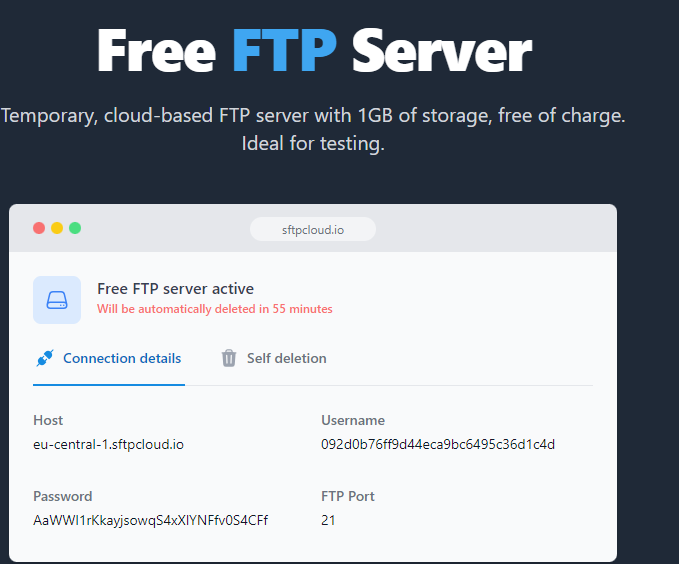 Free FTP Server
Temporary, cloud-based FTP server with 1GB of storage, free of charge.
Ideal for testing.
sftpcloud.io
Free FTP server active
Will be automatically deleted in 55 minutes
Connection details
Self deletion
Host
Username
eu-central-1.sftpcloud.io
092d0b76ff9d44eca9bc6495c36d1c4d
Password
FTP Port
AaWWl1rKkayjsowqS4xXlYNFfv0S4CFf
21